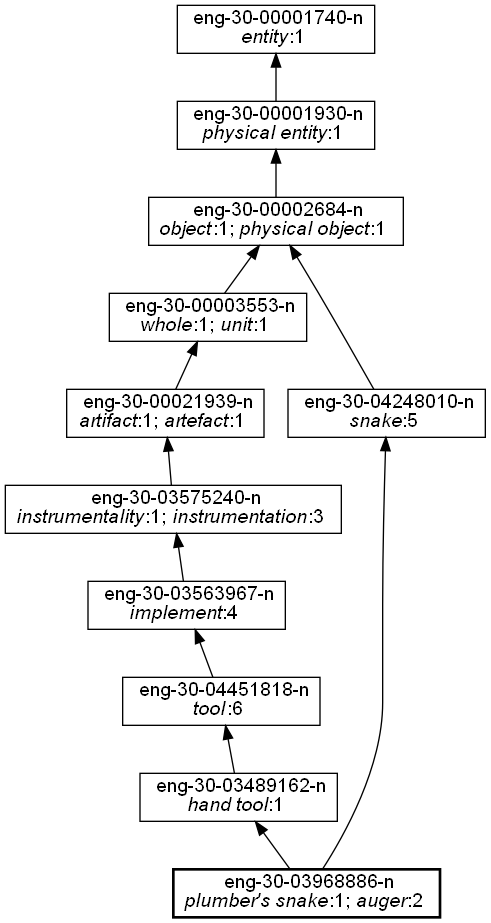 eng-30-00001740-n
entity:1
eng-30-00001930-n
physical entity:1
eng-30-00002684-n
object:1; physical object:1
eng-30-00003553-n
whole:1; unit:1
eng-30-00021939-n
artifact:1; artefact:1
eng-30-04248010-n
snake:5
eng-30-03575240-n
instrumentality:1; instrumentation:3
eng-30-03563967-n
implement:4
eng-30-04451818-n
tool:6
eng-30-03489162-n
hand tool:1
eng-30-03968886-n
plumber's snake:1; auger:2